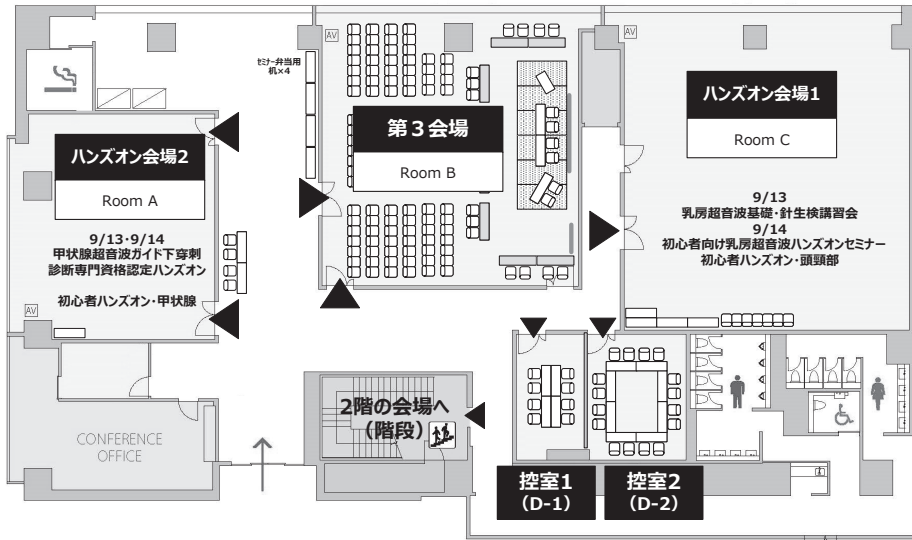 AV
セミナー弁当用
机×4
AV
第３会場
Room B
ハンズオン会場1
Room C
ハンズオン会場2
Room A
9/13・9/14
甲状腺超音波ガイド下穿刺
診断専門資格認定ハンズオン
初心者ハンズオン・甲状腺
AV
9/13
乳房超音波基礎・針生検講習会
9/14
初心者向け乳房超音波ハンズオンセミナー
初心者ハンズオン・頭頸部
2階の会場へ
（階段）
CONFERENCE
OFFICE
控室1
（D-1）
控室2
（D-2）